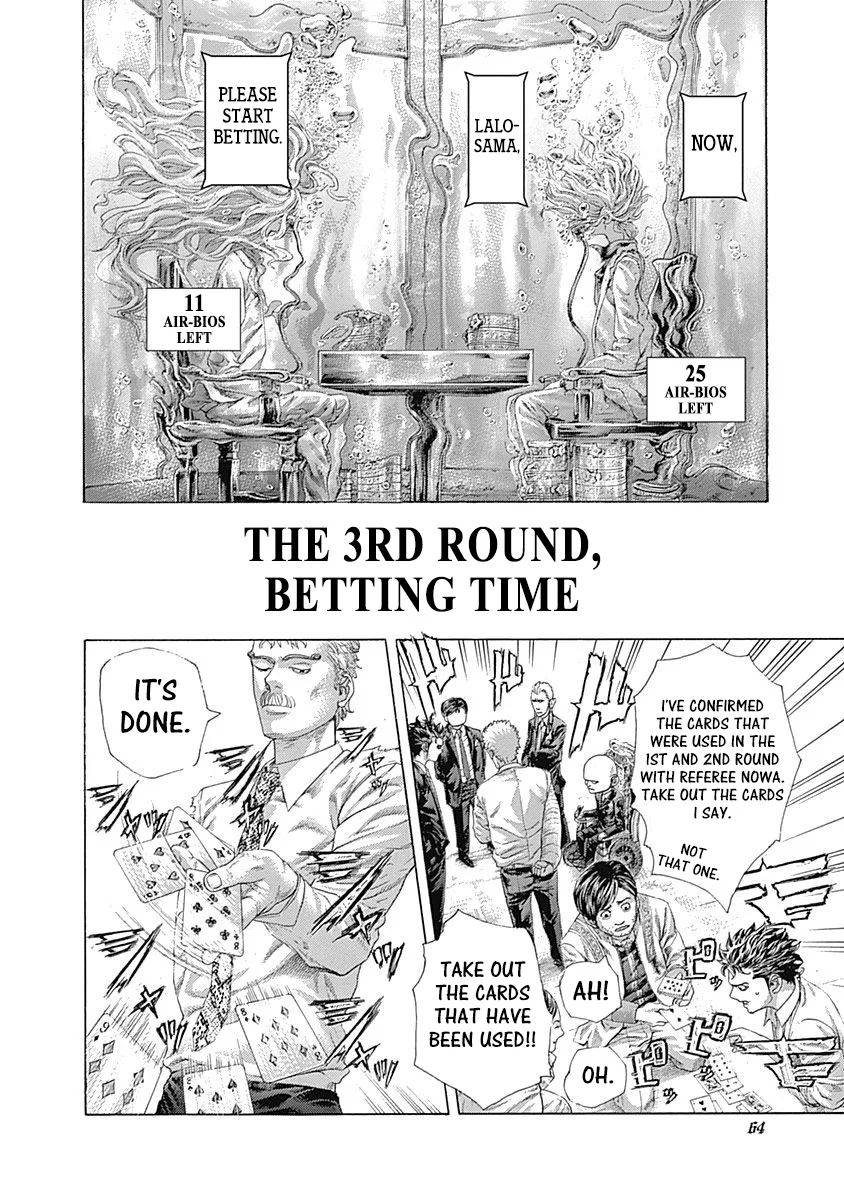 NOW,
LALO-
SAMA,
PLEASE
START
BETTING.
11
AIR-BIOS
LEFT
25
AIR-BIOS
LEFT
THE 3RD ROUND,
BETTING TIME
I'VE CONFIRMED
THE CARDS THAT
WERE USED IN THE
1ST AND 2ND ROUND
WITH REFEREE NOWA.
TAKE OUT THE CARDS
I SAY.
NOT
THAT ONE.
TAKE OUT
THE CARDS
THAT HAVE
BEEN USED!!
AH!
OH.
IT'S
DONE.
64